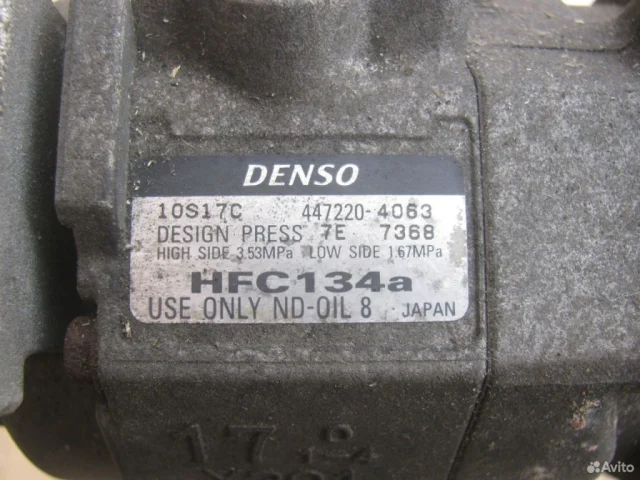 DENSO
10S17C 447220-4063
DESIGN PRESS 7E 7368
HIGH SIDE 3.53MPa LOW SIDE 1.67MPa
HFC134a
USE ONLY ND-OIL 8 JAPAN
17
Avito